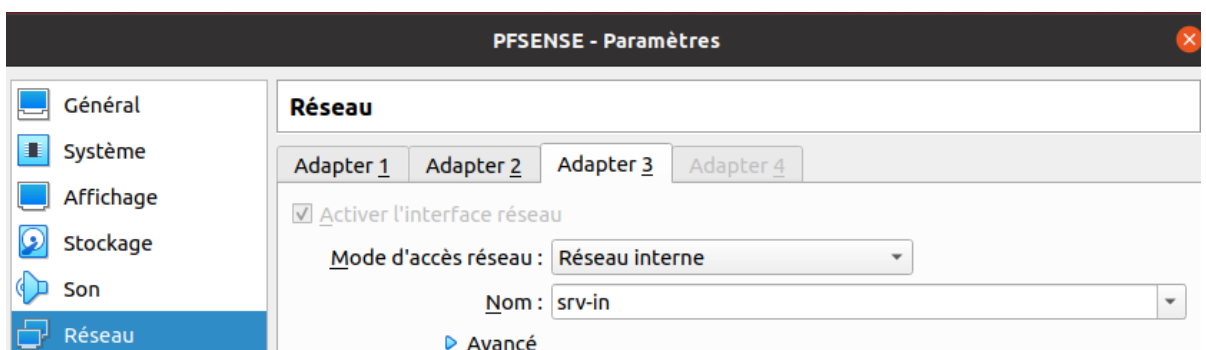 PFSENSE - Paramètres
Général
Système
Affichage
Stockage
Son
Réseau
Réseau
Adapter 1 Adapter 2 Adapter 3 Adapter 4
Activer l'interface réseau
Mode d'accès réseau : Réseau interne
Nom : srv-in
Avancé